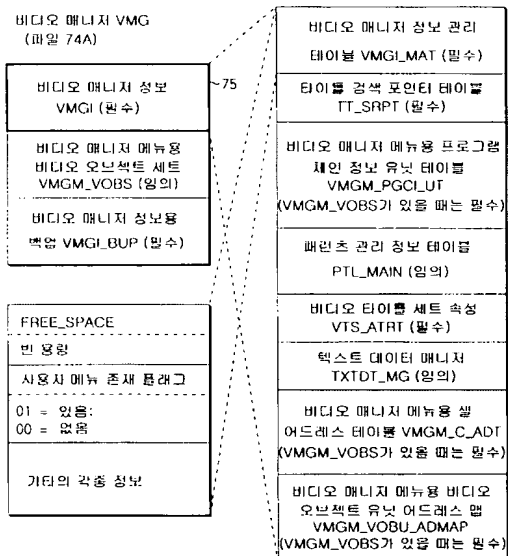 비디오 매니저 VMG
(파일 74A)
비디오 매니저 정보
VMGI (필수)
75
비디오 매니저 메뉴용
비디오 오브젝트 세트
VMGM_VOBS (임의)
비디오 매니저 정보용
백업 VMGI_BUP (필수)
FREE_SPACE
빈 용량
사용자 메뉴 존재 플래그
01 = 있음:
00 = 없음
기타의 각종 정보
비디오 매니저 정보 관리
테이블 VMGI_MAT (필수)
타이틀 검색 포인터 테이블
TT_SRPT (필수)
비디오 매니저 메뉴용 프로그램
체인 정보 유닛 테이블
VMGM_PGCI_UT
(VMGM_VOBS가 있을 때는 필수)
패런츠 관리 정보 테이블
PTL_MAIN (임의)
비디오 타이틀 세트 속성
VTS_ATRT (필수)
텍스트 데이터 매니저
TXTDT_MG (임의)
비디오 매니저 메뉴용 셀
어드레스 테이블 VMGM_C_ADT
(VMGM_VOBS가 있을 때는 필수)
비디오 매니저 메뉴용 비디오
오브젝트 유닛 어드레스 맵
VMGM_VOBU_ADMAP
(VMGM_VOBS가 있을 때는 필수)